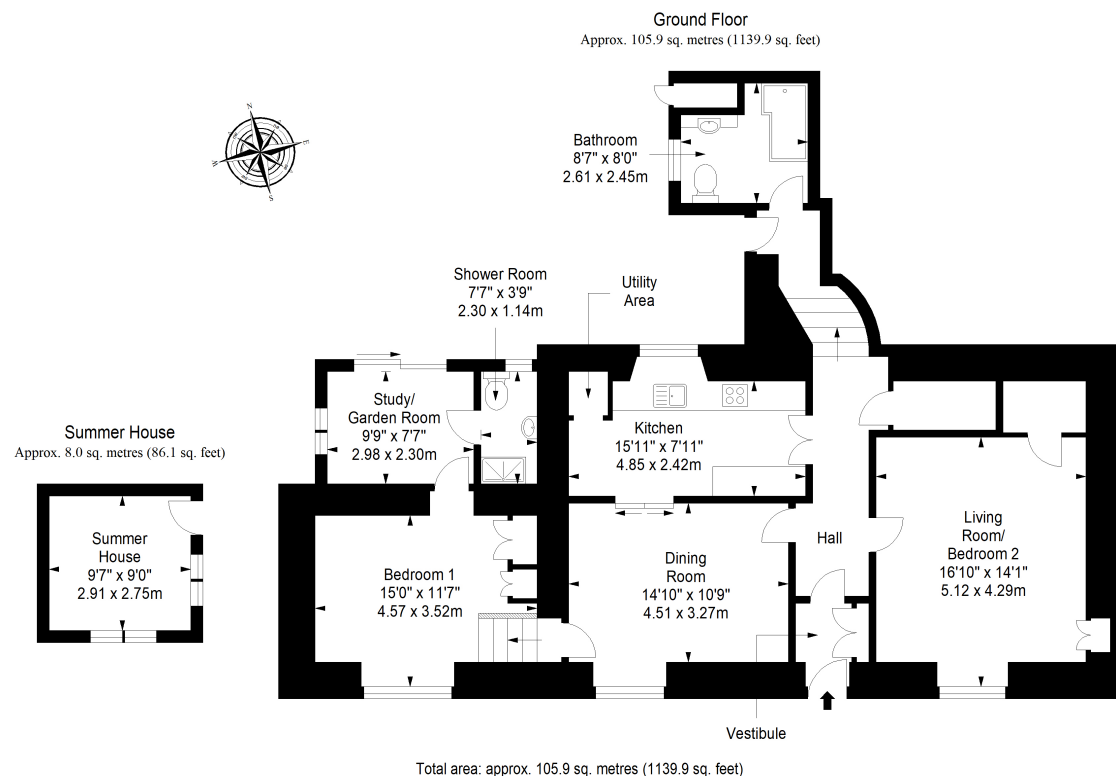 Ground Floor
Approx. 105.9 sq. metres (1139.9 sq. feet)
N
E
S
W
Bathroom
8'7" x 8'0"
2.61 x 2.45m
Shower Room
7'7" x 3'9"
2.30 x 1.14m
Utility
Area
Study/
Garden Room
9'9" x 7'7"
2.98 x 2.30m
Kitchen
15'11" x 7'11"
4.85 x 2.42m
Summer House
Approx. 8.0 sq. metres (86.1 sq. feet)
Summer
House
9'7" x 9'0"
2.91 x 2.75m
Bedroom 1
15'0" x 11'7"
4.57 x 3.52m
Dining
Room
14'10" x 10'9"
4.51 x 3.27m
Hall
Living
Room/
Bedroom 2
16'10" x 14'1"
5.12 x 4.29m
Vestibule
Total area: approx. 105.9 sq. metres (1139.9 sq. feet)